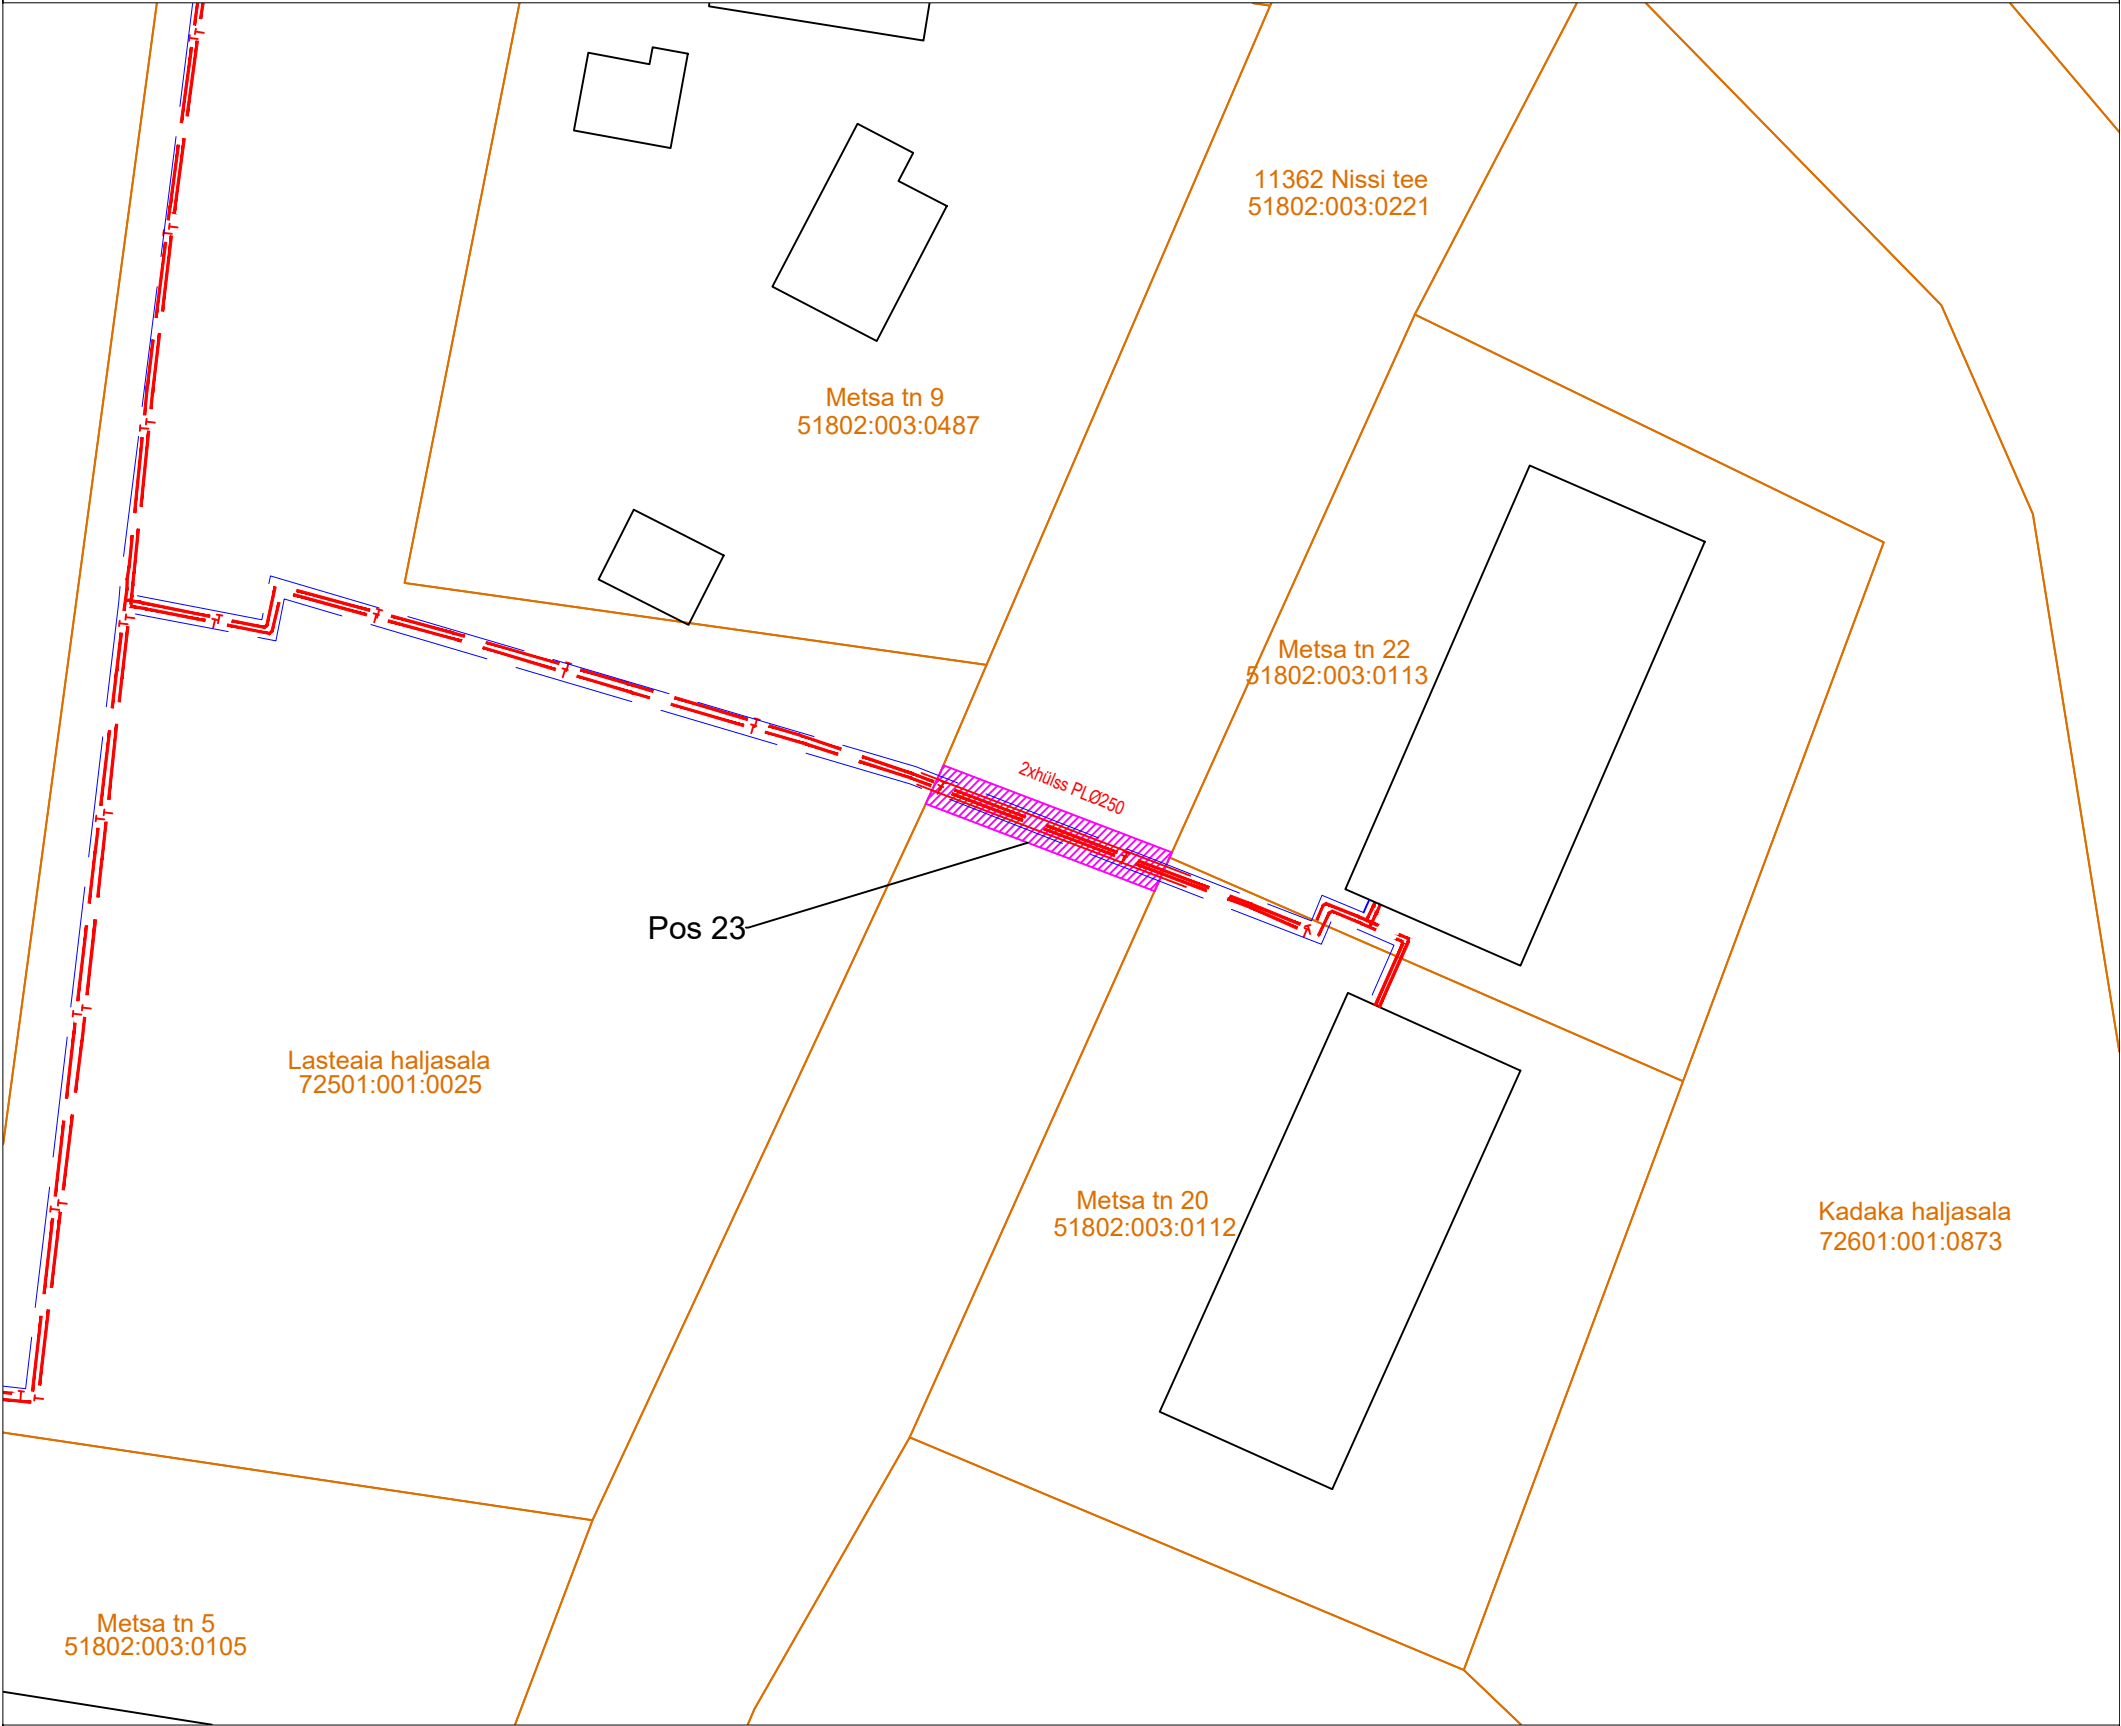 11362 Nissi tee
51802:003:0221
Metsa tn 9
51802:003:0487
Metsa tn 22
51802:003:0113
2xhülss PLØ250
Pos 23
Lasteaia haljasala
72501:001:0025
Metsa tn 20
51802:003:0112
Kadaka haljasala
72601:001:0873
Metsa tn 5
51802:003:0105